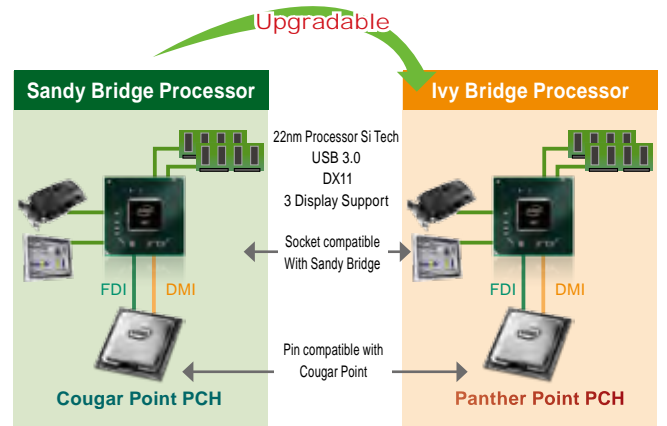 Upgradable
Sandy Bridge Processor
Ivy Bridge Processor
22nm Processor Si Tech
USB 3.0
DX11
3 Display Support
Socket compatible
With Sandy Bridge
FDI
DMI
FDI
DMI
Pin compatible with
Cougar Point
Cougar Point PCH
Panther Point PCH